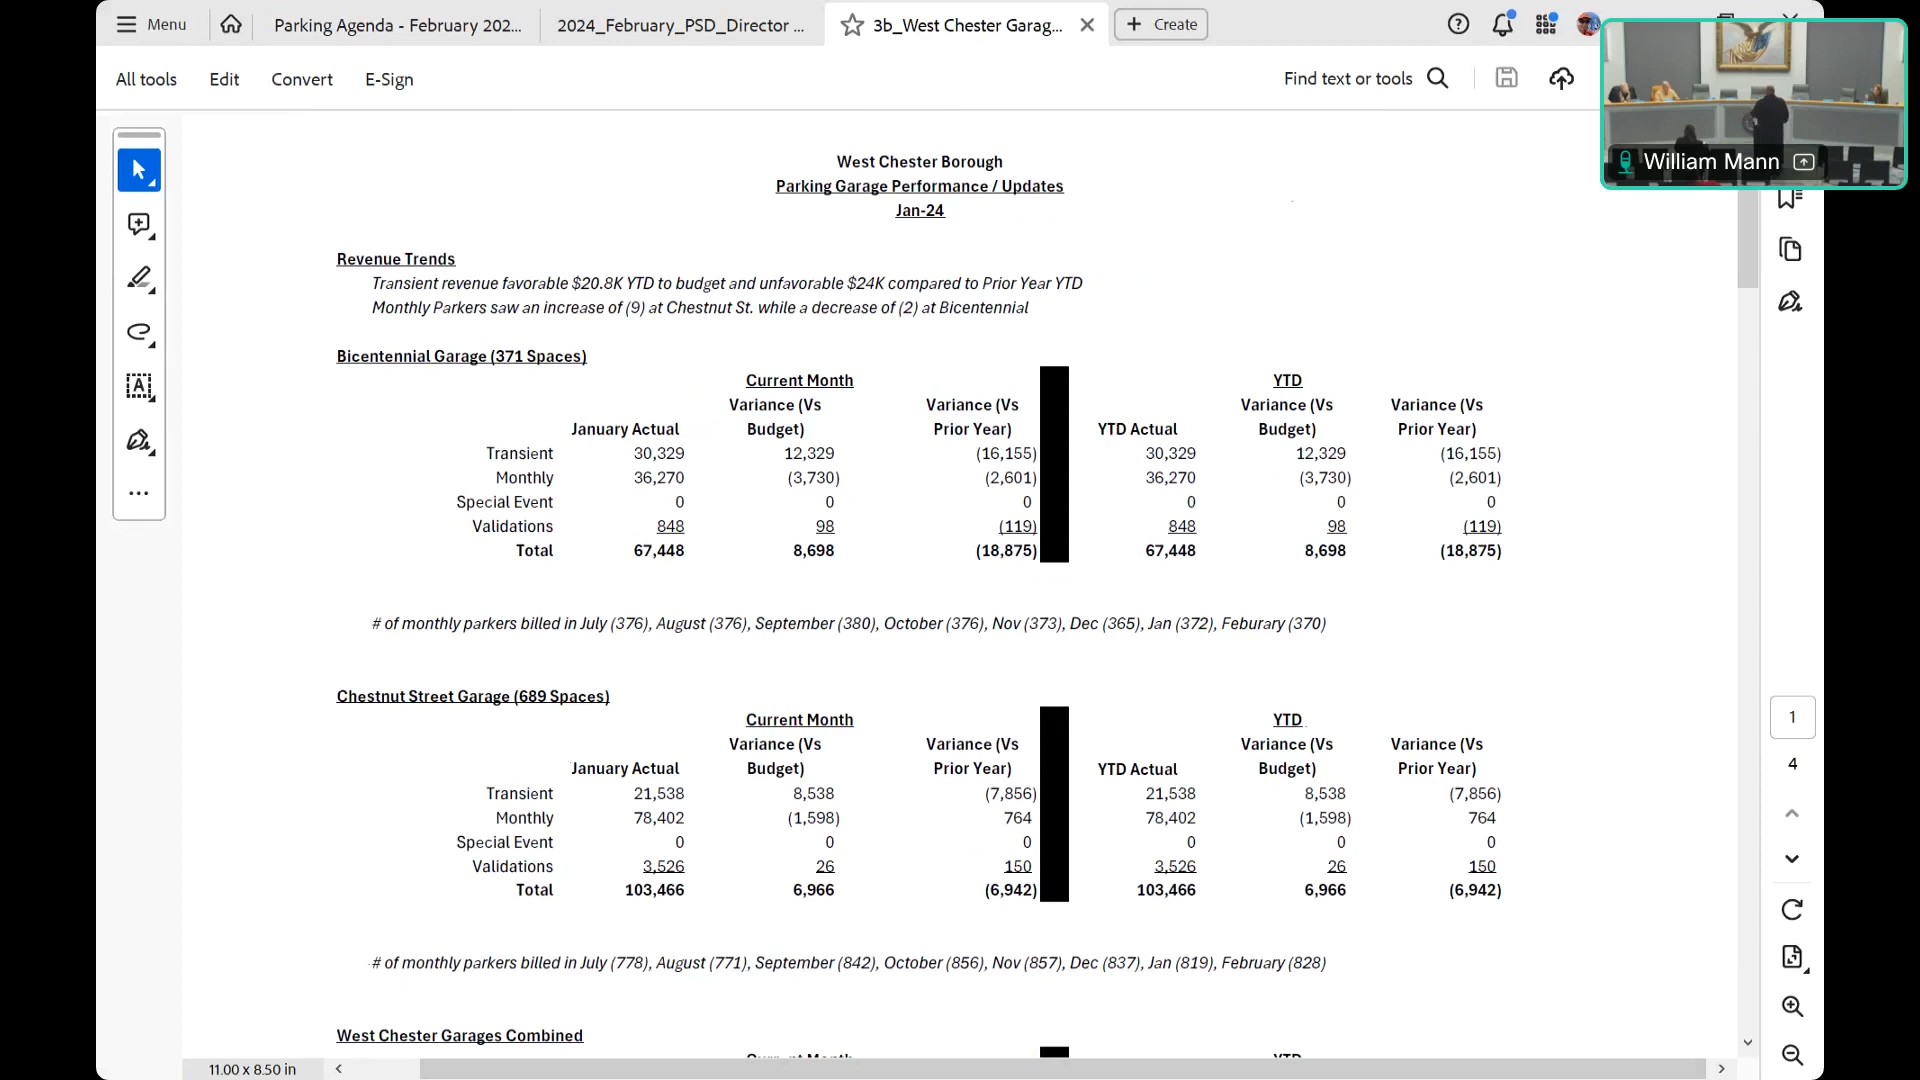 Menu
Parking Agenda - February 202...
2024_February_PSD_Director ...
3b_West Chester Garag...
Create
All tools
Edit
Convert
E-Sign
Find text or tools
William Mann
West Chester Borough
Parking Garage Performance / Updates
Jan-24
Revenue Trends
Transient revenue favorable $20.8K YTD to budget and unfavorable $24K compared to Prior Year YTD
Monthly Parkers saw an increase of (9) at Chestnut St. while a decrease of (2) at Bicentennial
Bicentennial Garage (371 Spaces)
Current Month YTD
Variance (Vs Variance (Vs Variance (Vs Variance (Vs
January Actual Budget) Prior Year) YTD Actual Budget) Prior Year)
Transient 30,329 12,329 (16,155) 30,329 12,329 (16,155)
Monthly 36,270 (3,730) (2,601) 36,270 (3,730) (2,601)
Special Event 0 0 0 0 0 0
Validations 848 98 (119) 848 98 (119)
Total 67,448 8,698 (18,875) 67,448 8,698 (18,875)
# of monthly parkers billed in July (376), August (376), September (380), October (376), Nov (373), Dec (365), Jan (372), Feburary (370)
Chestnut Street Garage (689 Spaces)
Current Month YTD
Variance (Vs Variance (Vs Variance (Vs Variance (Vs
January Actual Budget) Prior Year) YTD Actual Budget) Prior Year)
Transient 21,538 8,538 (7,856) 21,538 8,538 (7,856)
Monthly 78,402 (1,598) 764 78,402 (1,598) 764
Special Event 0 0 0 0 0 0
Validations 3,526 26 150 3,526 26 150
Total 103,466 6,966 (6,942) 103,466 6,966 (6,942)
# of monthly parkers billed in July (778), August (771), September (842), October (856), Nov (857), Dec (837), Jan (819), February (828)
West Chester Garages Combined
Current Month YTD
1
4
11.00 x 8.50 in